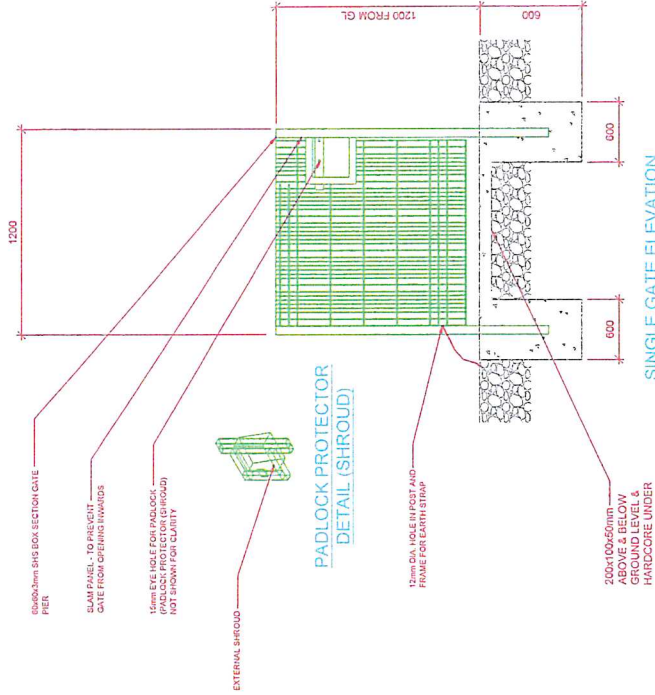 1200
1200 FROM GL
600
600
600
60x60x3mm SHS BOX SECTION GATE
PIER
SLAM PANEL - TO PREVENT
GATE FROM OPENING INWARDS
15mm EYE HOLE FOR PADLOCK
(PADLOCK PROTECTOR (SHROUD)
NOT SHOWN FOR CLARITY
EXTERNAL SHROUD
PADLOCK PROTECTOR
DETAIL (SHROUD)
12mm DIA. HOLE IN POST AND
FRAME FOR EARTH STRAP
200x100x50mm
ABOVE & BELOW
GROUND LEVEL &
HARDCORE UNDER
SINGLE GATE ELEVATION